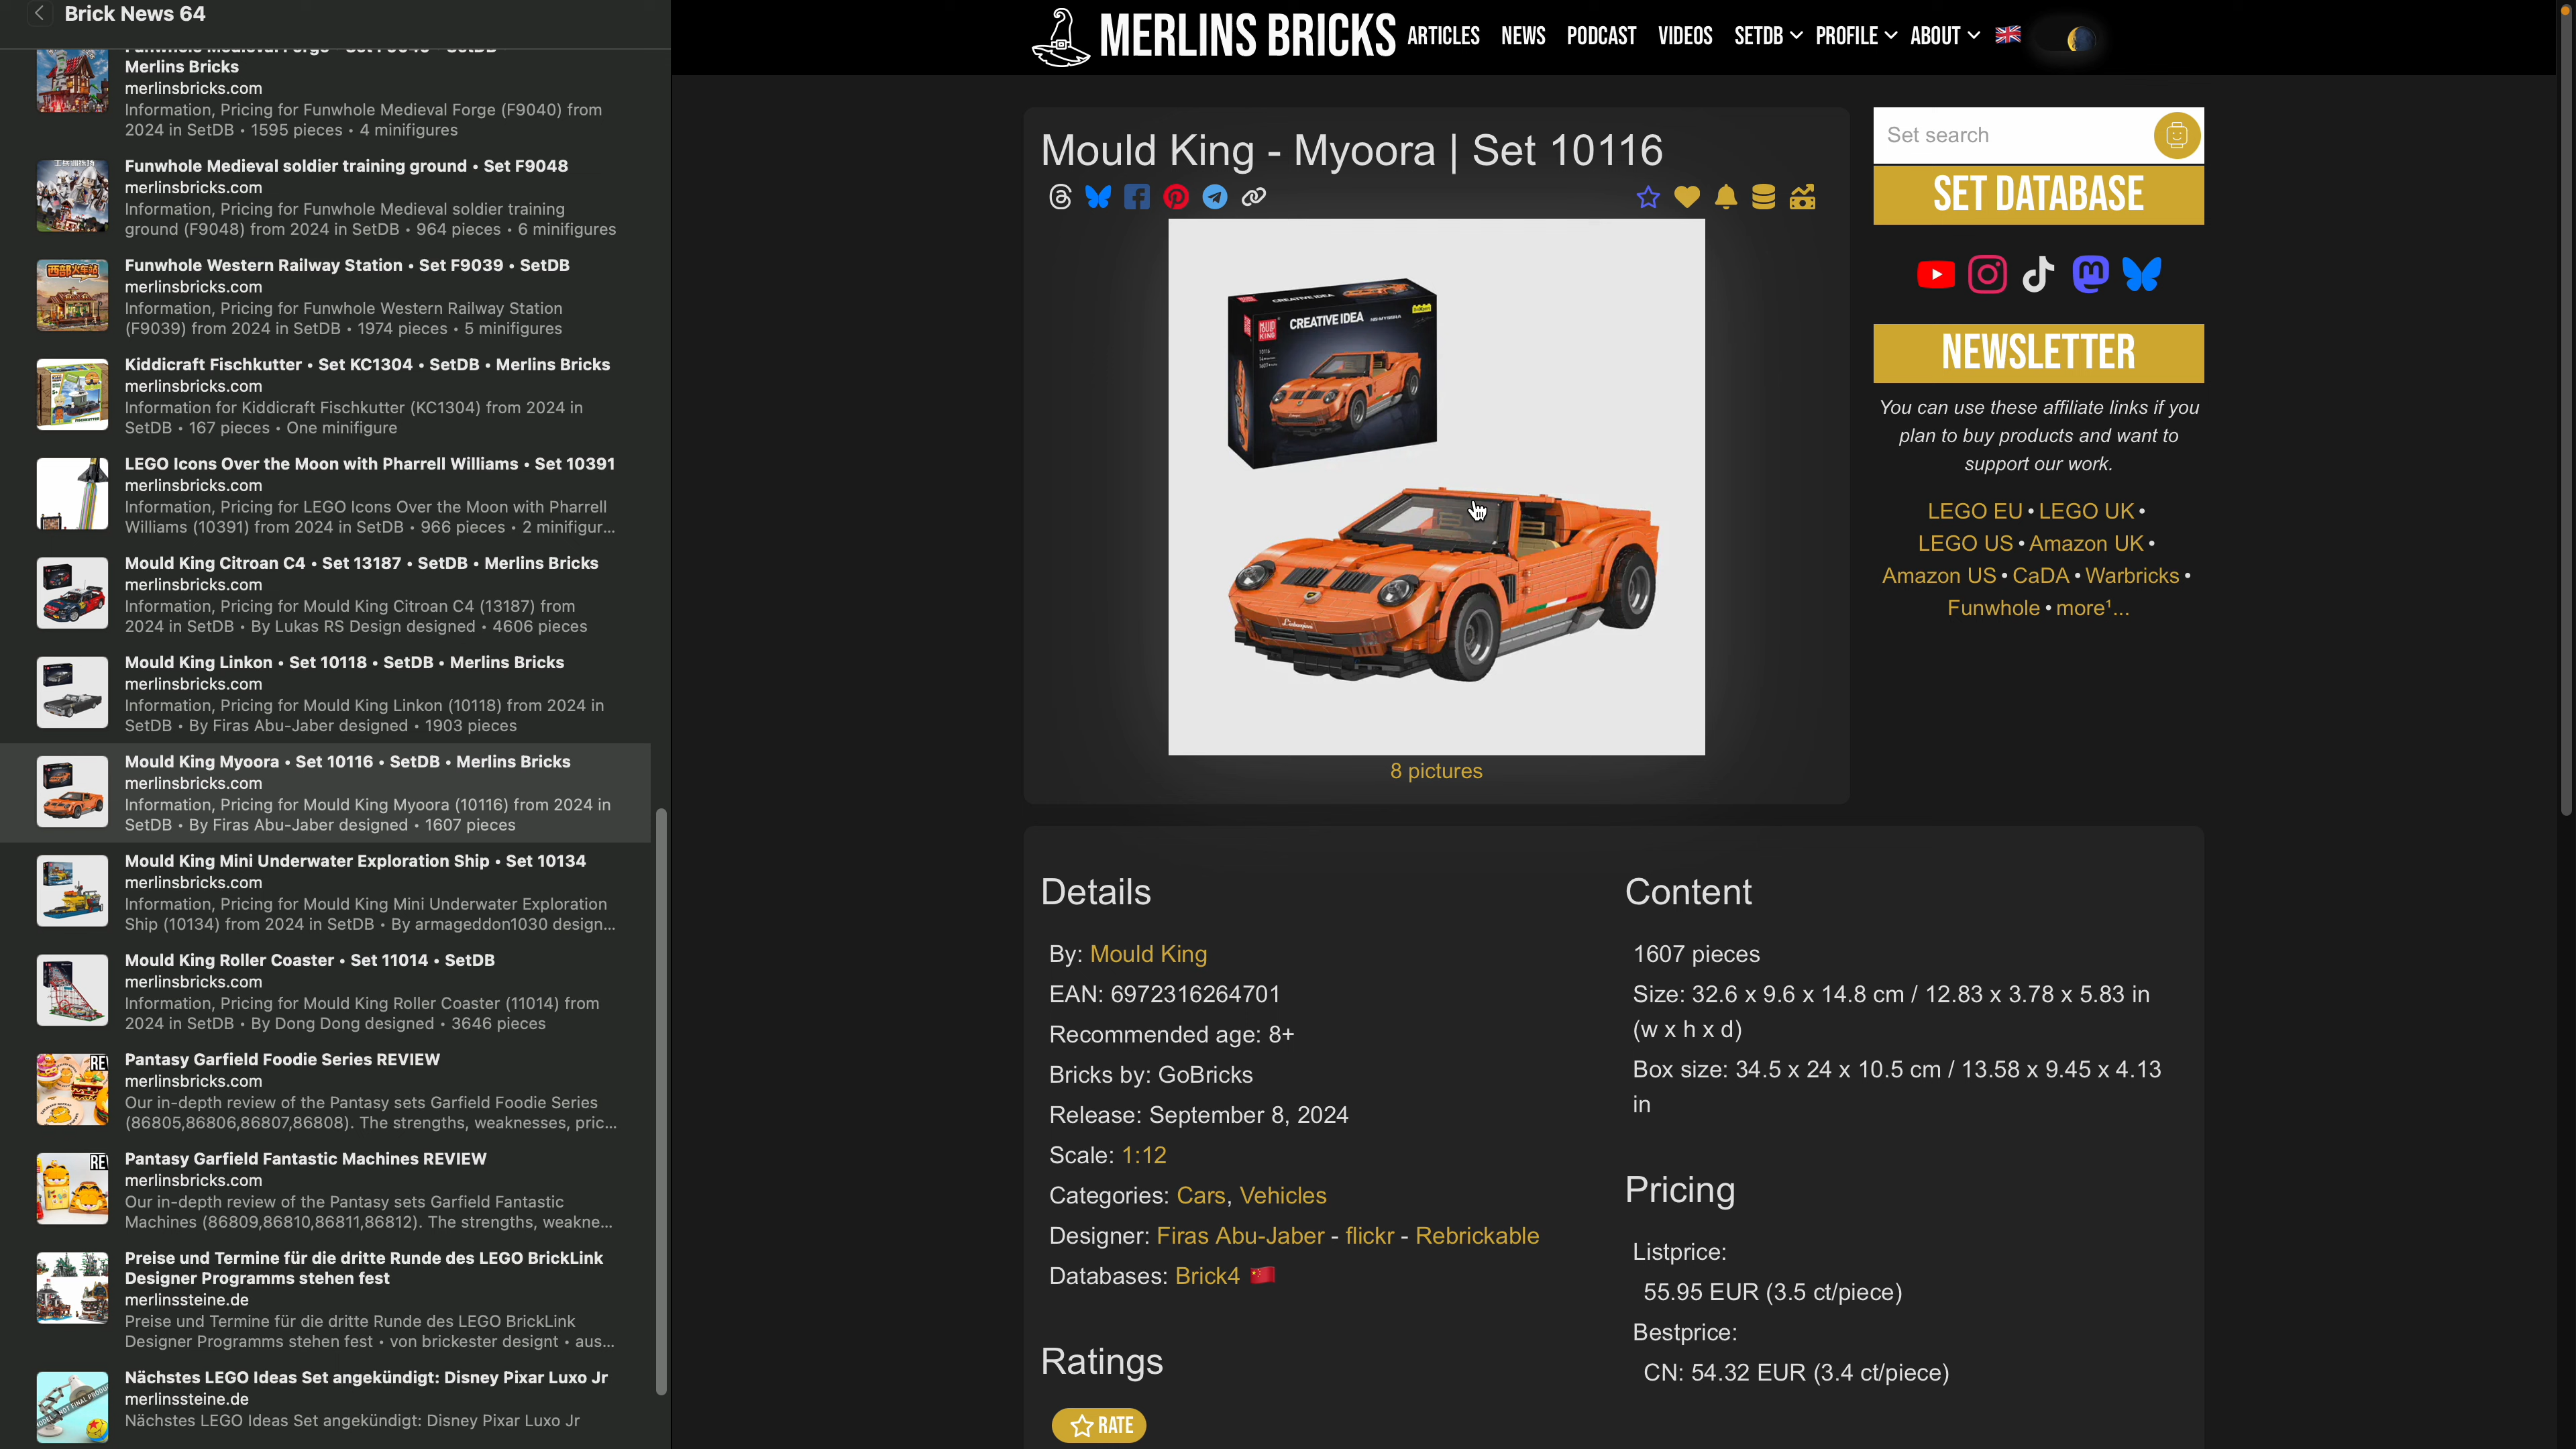 Brick News 64
Funwhole Medieval Forge • Set F9040 • SetDB •
Merlins Bricks
merlinsbricks.com
Information, Pricing for Funwhole Medieval Forge (F9040) from
2024 in SetDB • 1595 pieces • 4 minifigures
Funwhole Medieval soldier training ground • Set F9048
merlinsbricks.com
Information, Pricing for Funwhole Medieval soldier training
ground (F9048) from 2024 in SetDB • 964 pieces • 6 minifigures
Funwhole Western Railway Station • Set F9039 • SetDB
merlinsbricks.com
Information, Pricing for Funwhole Western Railway Station
(F9039) from 2024 in SetDB • 1974 pieces • 5 minifigures
Kiddicraft Fischkutter • Set KC1304 • SetDB • Merlins Bricks
merlinsbricks.com
Information for Kiddicraft Fischkutter (KC1304) from 2024 in
SetDB • 167 pieces • One minifigure
LEGO Icons Over the Moon with Pharrell Williams • Set 10391
merlinsbricks.com
Information, Pricing for LEGO Icons Over the Moon with Pharrell
Williams (10391) from 2024 in SetDB • 966 pieces • 2 minifigur...
Mould King Citroan C4 • Set 13187 • SetDB • Merlins Bricks
merlinsbricks.com
Information, Pricing for Mould King Citroan C4 (13187) from
2024 in SetDB • By Lukas RS Design designed • 4606 pieces
Mould King Linkon • Set 10118 • SetDB • Merlins Bricks
merlinsbricks.com
Information, Pricing for Mould King Linkon (10118) from 2024 in
SetDB • By Firas Abu-Jaber designed • 1903 pieces
Mould King Myoora • Set 10116 • SetDB • Merlins Bricks
merlinsbricks.com
Information, Pricing for Mould King Myoora (10116) from 2024 in
SetDB • By Firas Abu-Jaber designed • 1607 pieces
Mould King Mini Underwater Exploration Ship • Set 10134
merlinsbricks.com
Information, Pricing for Mould King Mini Underwater Exploration
Ship (10134) from 2024 in SetDB • By armageddon1030 design...
Mould King Roller Coaster • Set 11014 • SetDB
merlinsbricks.com
Information, Pricing for Mould King Roller Coaster (11014) from
2024 in SetDB • By Dong Dong designed • 3646 pieces
Pantasy Garfield Foodie Series REVIEW
merlinsbricks.com
Our in-depth review of the Pantasy sets Garfield Foodie Series
(86805,86806,86807,86808). The strengths, weaknesses, pric...
Pantasy Garfield Fantastic Machines REVIEW
merlinsbricks.com
Our in-depth review of the Pantasy sets Garfield Fantastic
Machines (86809,86810,86811,86812). The strengths, weakne...
Preise und Termine für die dritte Runde des LEGO BrickLink
Designer Programms stehen fest
merlinssteine.de
Preise und Termine für die dritte Runde des LEGO BrickLink
Designer Programms stehen fest • von brickester designt • aus...
Nächstes LEGO Ideas Set angekündigt: Disney Pixar Luxo Jr
merlinssteine.de
Nächstes LEGO Ideas Set angekündigt: Disney Pixar Luxo Jr
MERLINS BRICKS ARTICLES NEWS PODCAST VIDEOS SETDB PROFILE ABOUT
Mould King - Myoora | Set 10116
CREATIVE IDEA
MOULD KING
CREATIVE IDEA
8 pictures
Set search
SET DATABASE
NEWSLETTER
You can use these affiliate links if you
plan to buy products and want to
support our work.
LEGO EU • LEGO UK •
LEGO US • Amazon UK •
Amazon US • CaDA • Warbricks •
Funwhole • more¹...
Details
By: Mould King
EAN: 6972316264701
Recommended age: 8+
Bricks by: GoBricks
Release: September 8, 2024
Scale: 1:12
Categories: Cars, Vehicles
Designer: Firas Abu-Jaber - flickr - Rebrickable
Databases: Brick4
Ratings
RATE
Content
1607 pieces
Size: 32.6 x 9.6 x 14.8 cm / 12.83 x 3.78 x 5.83 in
(w x h x d)
Box size: 34.5 x 24 x 10.5 cm / 13.58 x 9.45 x 4.13
in
Pricing
Listprice:
55.95 EUR (3.5 ct/piece)
Bestprice:
CN: 54.32 EUR (3.4 ct/piece)